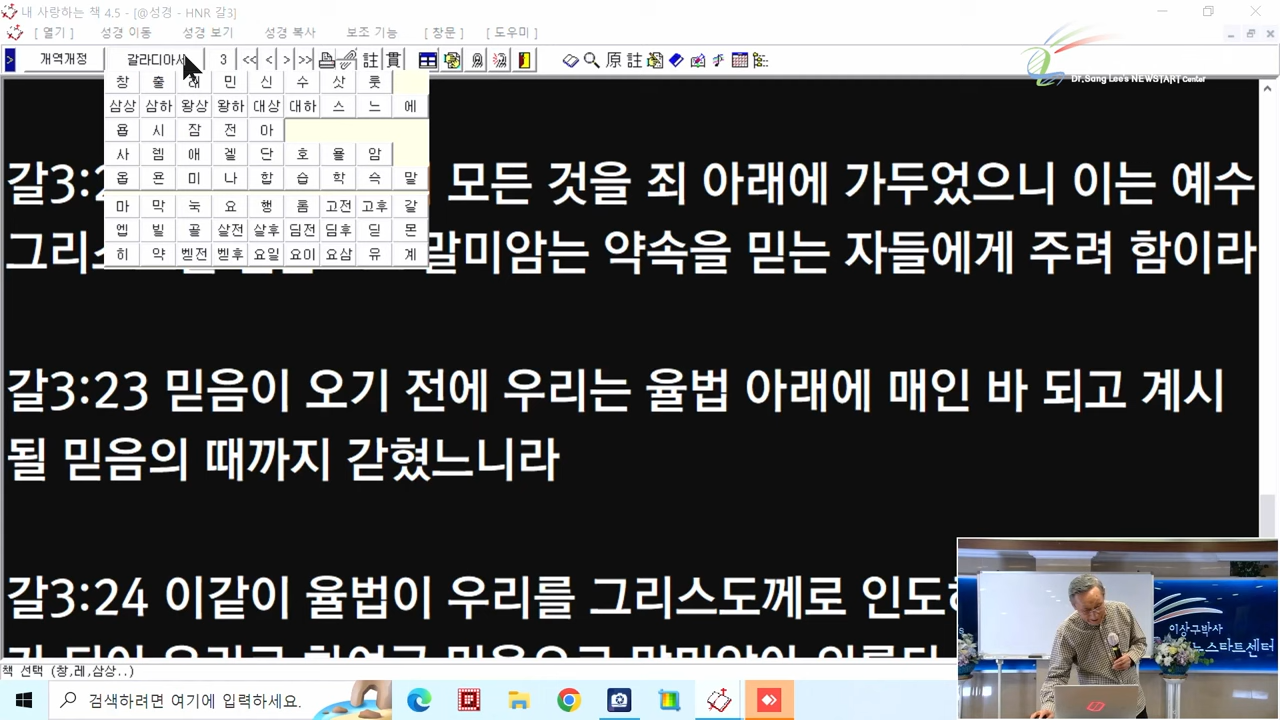 내 사랑하는 책 4.5 - [@성경 - HNR 갈3]
[ 열기 ] 성경 이동 성경 보기 성경 복사 보조 기능 [ 창문 ] [ 도우미 ]
> 개역개정 갈라디아서 3 << < > >> 註 貫 原 註
Dr.Sang Lee's NEWSTART Center
창 출 레 민 신 수 삿 룻
삼상 삼하 왕상 왕하 대상 대하 스 느 에
욥 시 잠 전 아
사 렘 애 겔 단 호 욜 암
옵 욘 미 나 합 습 학 슥 말
마 막 눅 요 행 롬 고전 고후 갈
엡 빌 골 살전 살후 딤전 딤후 딛 몬
히 약 벧전 벧후 요일 요이 요삼 유 계
갈3:2 모든 것을 죄 아래에 가두었으니 이는 예수
그리스 말미암는 약속을 믿는 자들에게 주려 함이라
갈3:23 믿음이 오기 전에 우리는 율법 아래에 매인 바 되고 계시
될 믿음의 때까지 갇혔느니라
갈3:24 이같이 율법이 우리를 그리스도께로 인도하
이상구박사
뉴스타트센터
책 선택 (창,레,삼상..)
검색하려면 여기에 입력하세요.